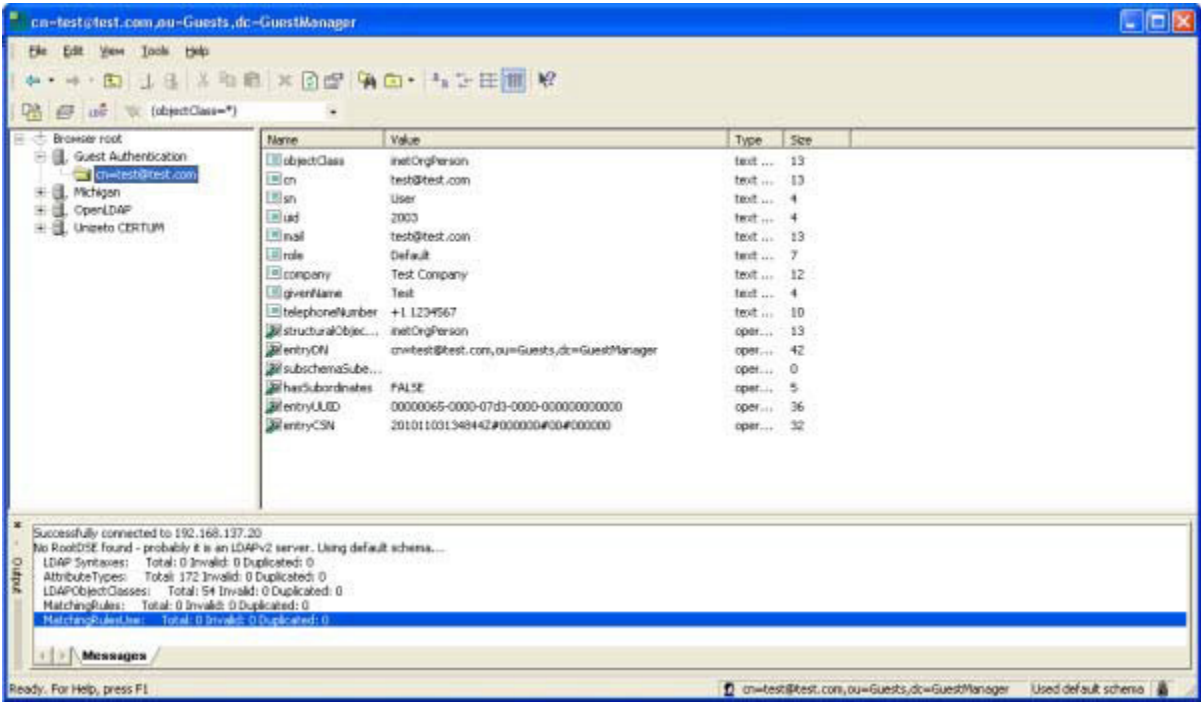 cn=test@test.com,ou=Guests,dc=GuestManager
File Edit View Tools Help
(objectClass=*)
Browser root
Guest Authentication
cn=test@test.com
Michigan
OpenLDAP
Unizeto CERTUM
Name Value Type Size
objectClass inetOrgPerson text ... 13
cn test@test.com text ... 13
sn User text ... 4
uid 2003 text ... 4
mail test@test.com text ... 13
role Default text ... 7
company Test Company text ... 12
givenName Test text ... 4
telephoneNumber +1 1234567 text ... 10
structuralObjec... inetOrgPerson oper... 13
entryDN cn=test@test.com,ou=Guests,dc=GuestManager oper... 42
subschemaSube... oper... 0
hasSubordinates FALSE oper... 5
entryUUID 00000065-0000-07d3-0000-000000000000 oper... 36
entryCSN 20101103134844Z#000000#00#000000 oper... 32
Output
Successfully connected to 192.168.137.20
No RootDSE found - probably it is an LDAPv2 server. Using default schema...
LDAP Syntaxes: Total: 0 Invalid: 0 Duplicated: 0
AttributeTypes: Total: 172 Invalid: 0 Duplicated: 0
LDAPObjectClasses: Total: 54 Invalid: 0 Duplicated: 0
MatchingRules: Total: 0 Invalid: 0 Duplicated: 0
MatchingRulesUse: Total: 0 Invalid: 0 Duplicated: 0
Messages
Ready. For Help, press F1
cn=test@test.com,ou=Guests,dc=GuestManager
Used default schema